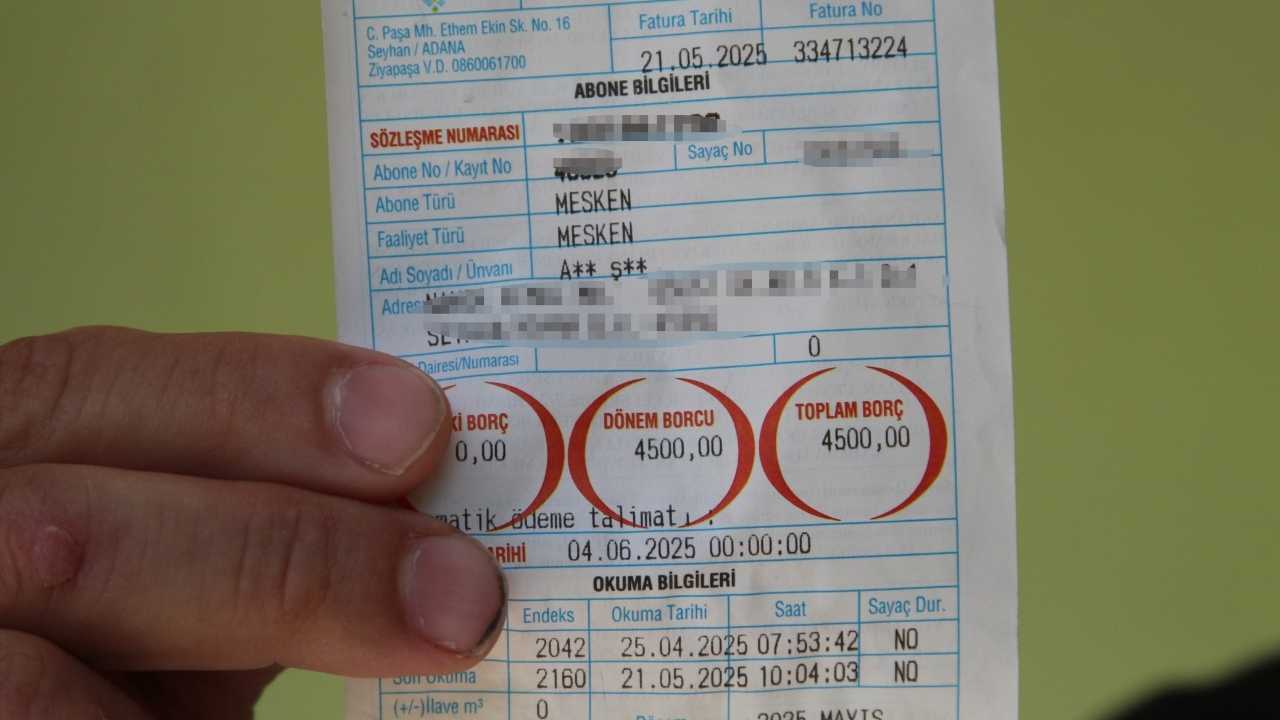 C. Paşa Mh. Ethem Ekin Sk. No. 16
Seyhan / ADANA
Ziyapaşa V.D. 0860061700
Fatura Tarihi Fatura No
21.05.2025 334713224
ABONE BİLGİLERİ
SÖZLEŞME NUMARASI
Abone No / Kayıt No Sayaç No
Abone Türü MESKEN
Faaliyet Türü MESKEN
Adı Soyadı / Ünvanı A** Ş**
Adres
Dairesi/Numarası 0
BORÇ DÖNEM BORCU TOPLAM BORÇ
0,00 4500,00 4500,00
ödeme talimatı :
04.06.2025 00:00:00
OKUMA BİLGİLERİ
Endeks Okuma Tarihi Saat Sayaç Dur.
2042 25.04.2025 07:53:42 NO
Son Okuma 2160 21.05.2025 10:04:03 NO
(+/-)İlave m³ 0 Dönem 2025 MAYIS